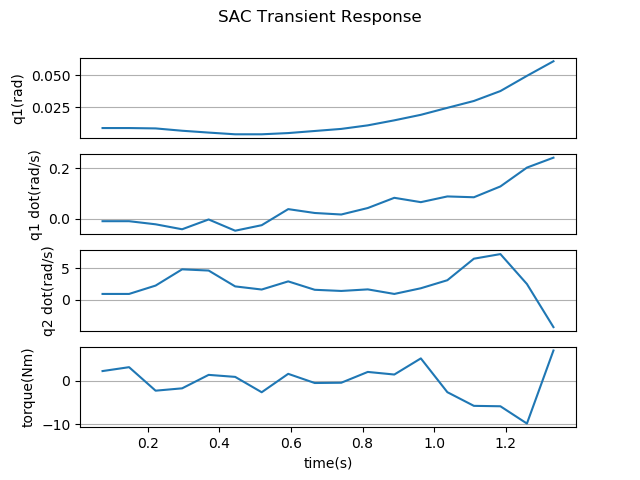 SAC Transient Response
0.050
0.025
q1(rad)
0.2
0.0
q1 dot(rad/s)
5
0
q2 dot(rad/s)
0
−10
torque(Nm)
0.2 0.4 0.6 0.8 1.0 1.2
time(s)